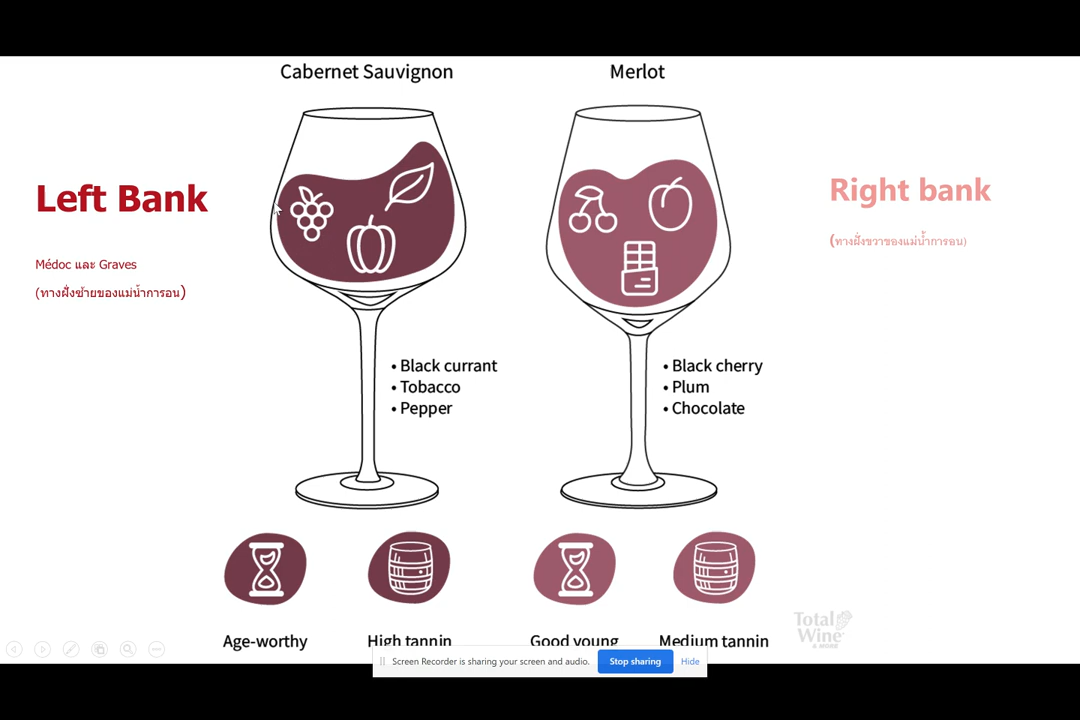 Cabernet Sauvignon
Merlot
Left Bank
Médoc และ Graves
(ทางฝั่งซ้ายของแม่น้ำการอน)
Right bank
(ทางฝั่งขวาของแม่น้ำการอน)
• Black currant
• Tobacco
• Pepper
• Black cherry
• Plum
• Chocolate
Age-worthy
High tannin
Good young
Medium tannin
Total
Wine
& MORE
Screen Recorder is sharing your screen and audio.
Stop sharing
Hide